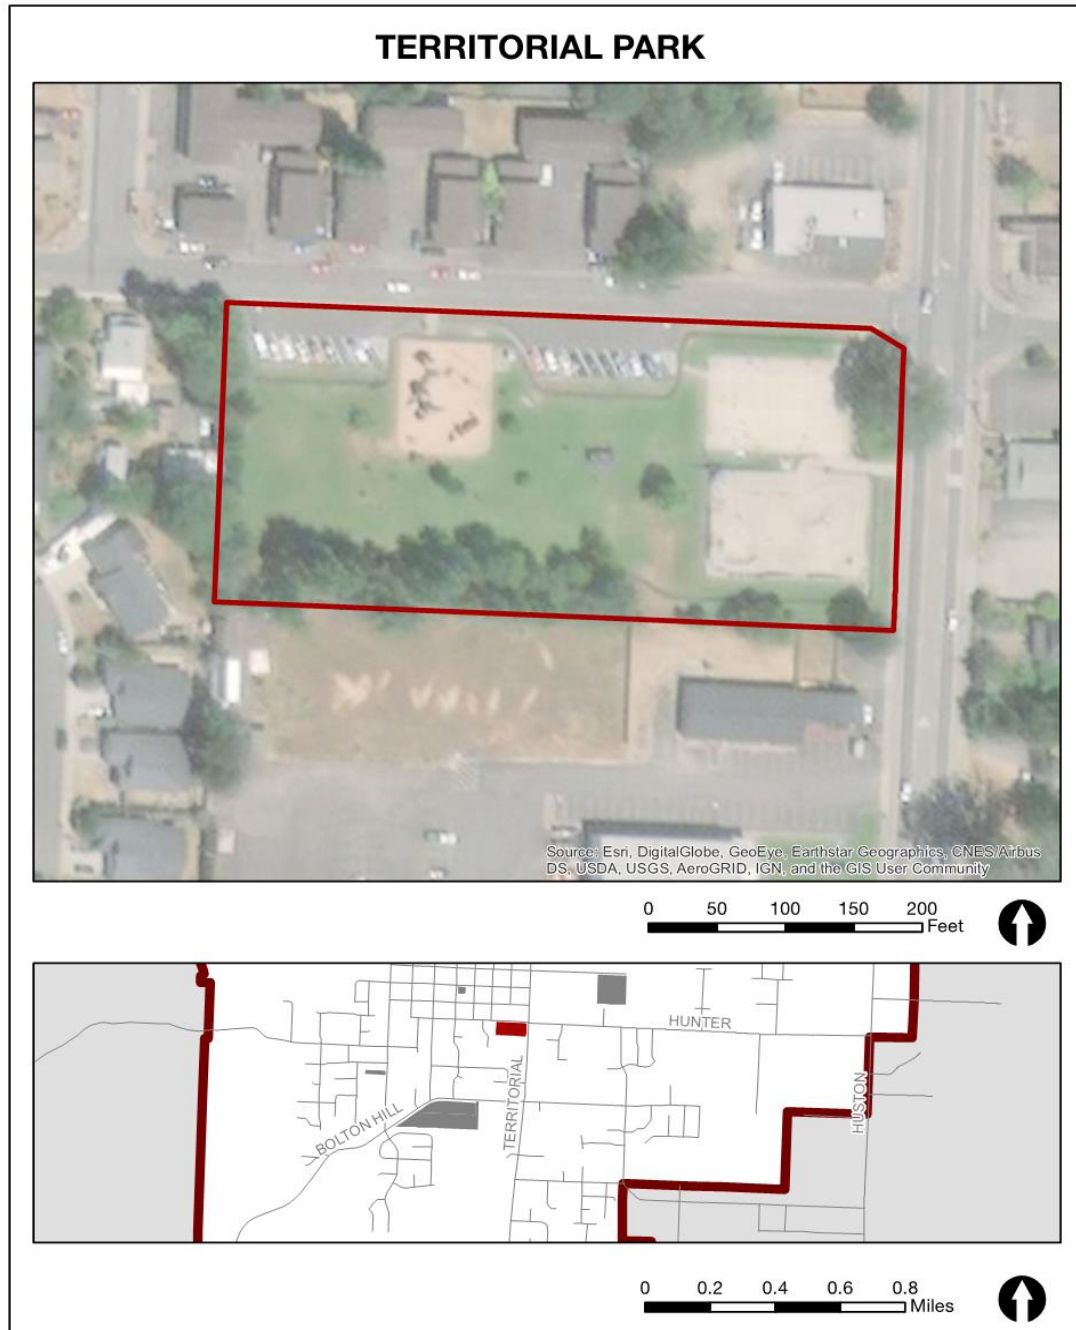 TERRITORIAL PARK
Source: Esri, DigitalGlobe, GeoEye, Earthstar Geographics, CNES/Airbus
DS, USDA, USGS, AeroGRID, IGN, and the GIS User Community
0 50 100 150 200
Feet
HUNTER
TERRITORIAL
HUSTON
BOLTON HILL
0 0.2 0.4 0.6 0.8
Miles